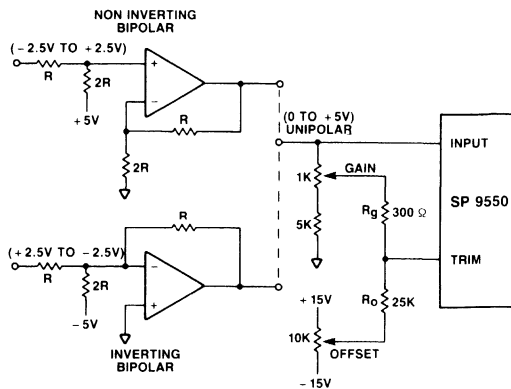 NON INVERTING
BIPOLAR
(−2.5V TO +2.5V)
R
2R
+5V
+
−
R
2R
(0 TO +5V)
UNIPOLAR
INPUT
GAIN
1K
5K
Rg
300 Ω
SP 9550
TRIM
(+2.5V TO −2.5V)
R
2R
−5V
R
−
+
INVERTING
BIPOLAR
Ro
25K
+15V
10K
OFFSET
−15V